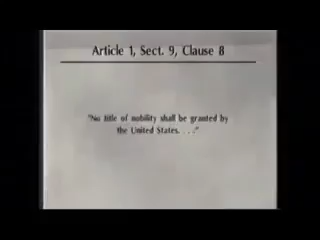 Article 1, Sect. 9, Clause 8
"No title of nobility shall be granted by
the United States. . . ."